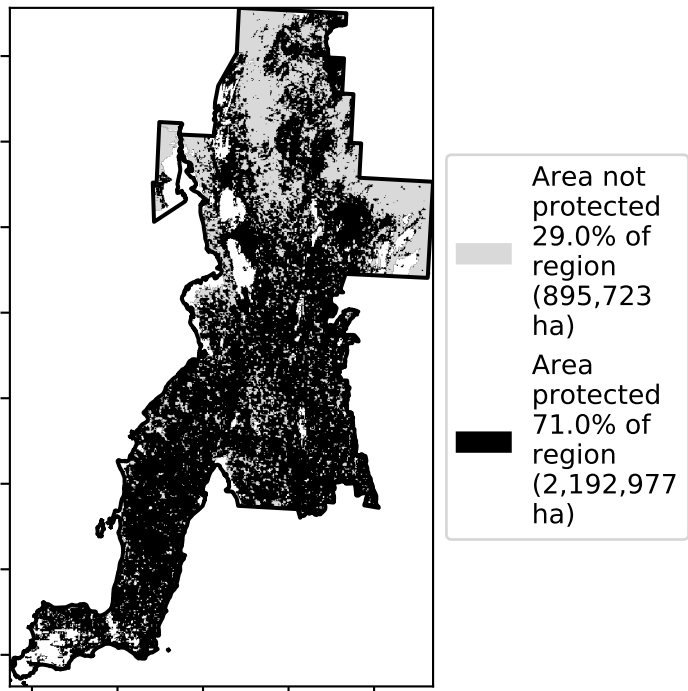 Area not
protected
29.0% of
region
(895,723
ha)
Area
protected
71.0% of
region
(2,192,977
ha)